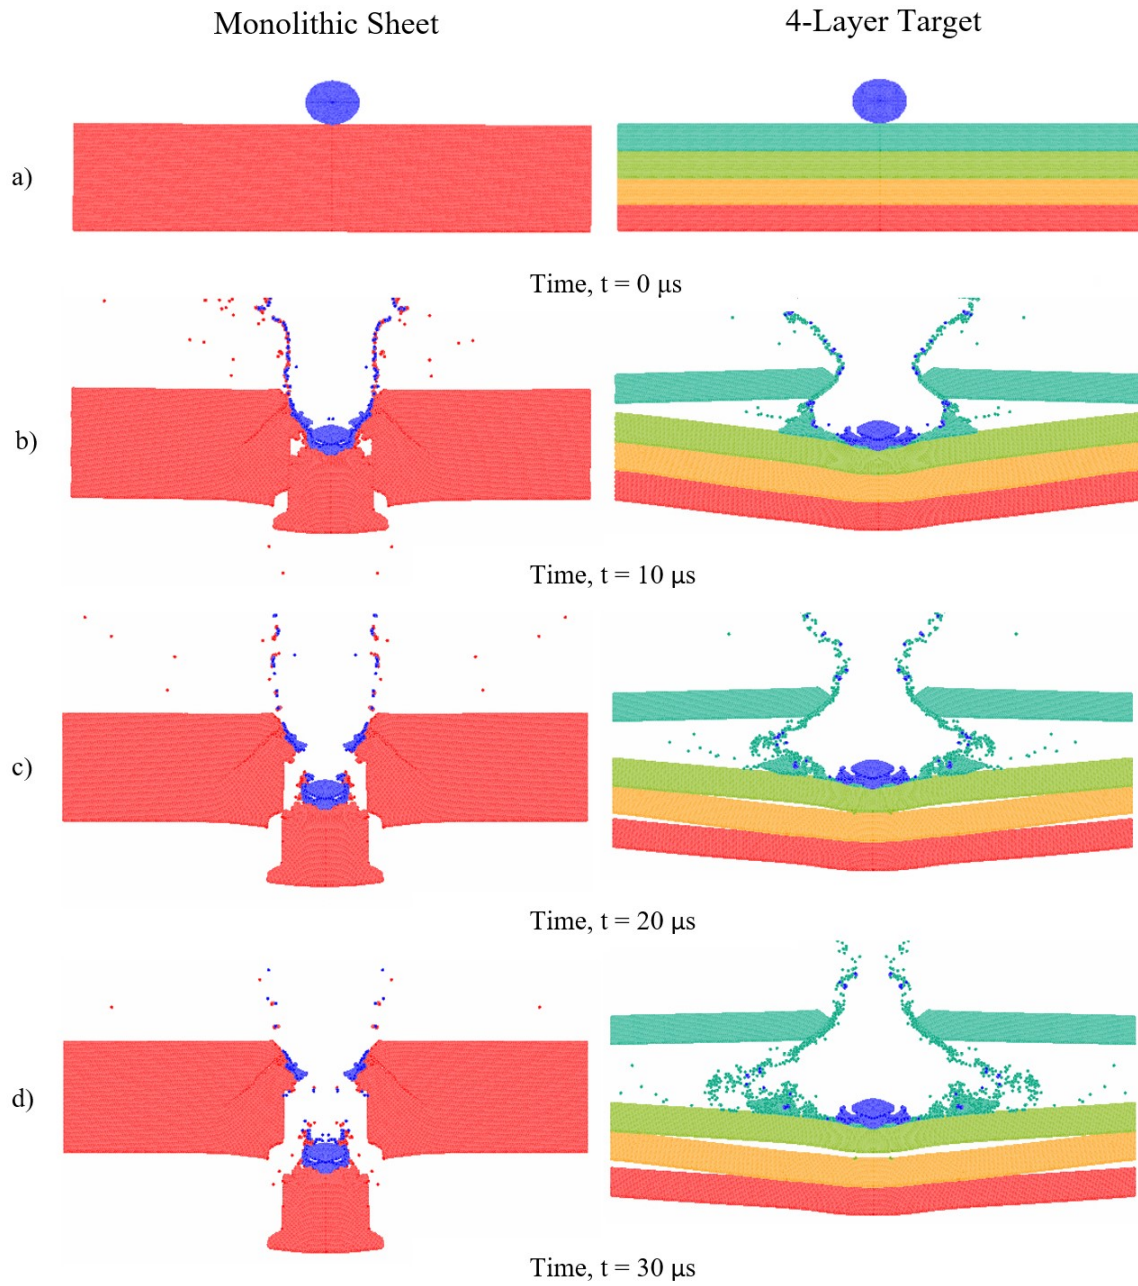 Monolithic Sheet
4-Layer Target
a)
Time, t = 0 μs
b)
Time, t = 10 μs
c)
Time, t = 20 μs
d)
Time, t = 30 μs